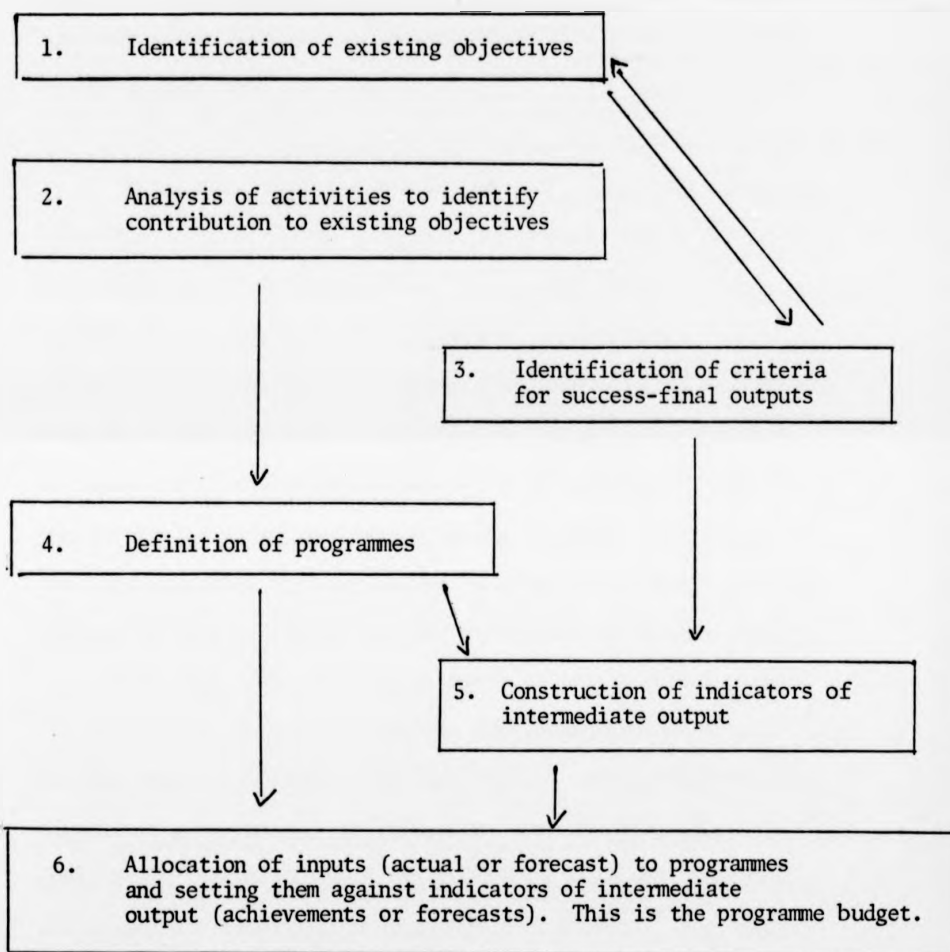 1. Identification of existing objectives
2. Analysis of activities to identify
contribution to existing objectives
3. Identification of criteria
for success-final outputs
4. Definition of programmes
5. Construction of indicators of
intermediate output
6. Allocation of inputs (actual or forecast) to programmes
and setting them against indicators of intermediate
output (achievements or forecasts). This is the programme budget.